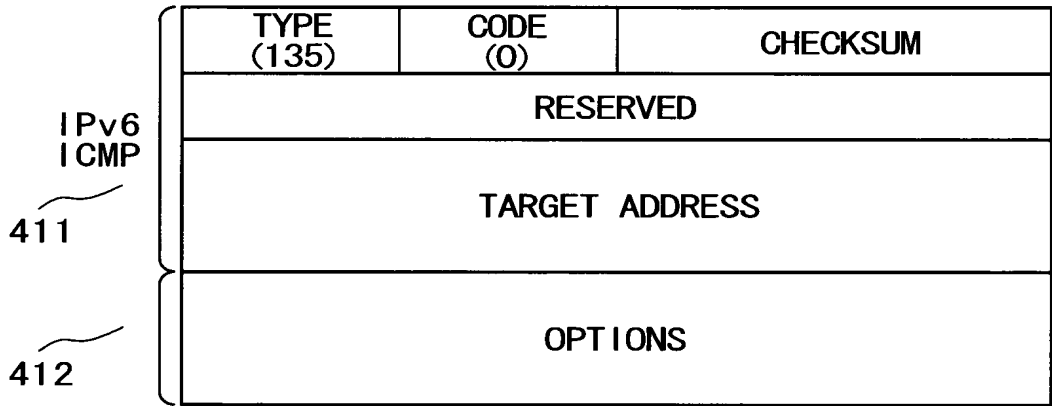 TYPE
(135)
CODE
(0)
CHECKSUM
RESERVED
IPv6
ICMP
TARGET ADDRESS
411
OPTIONS
412